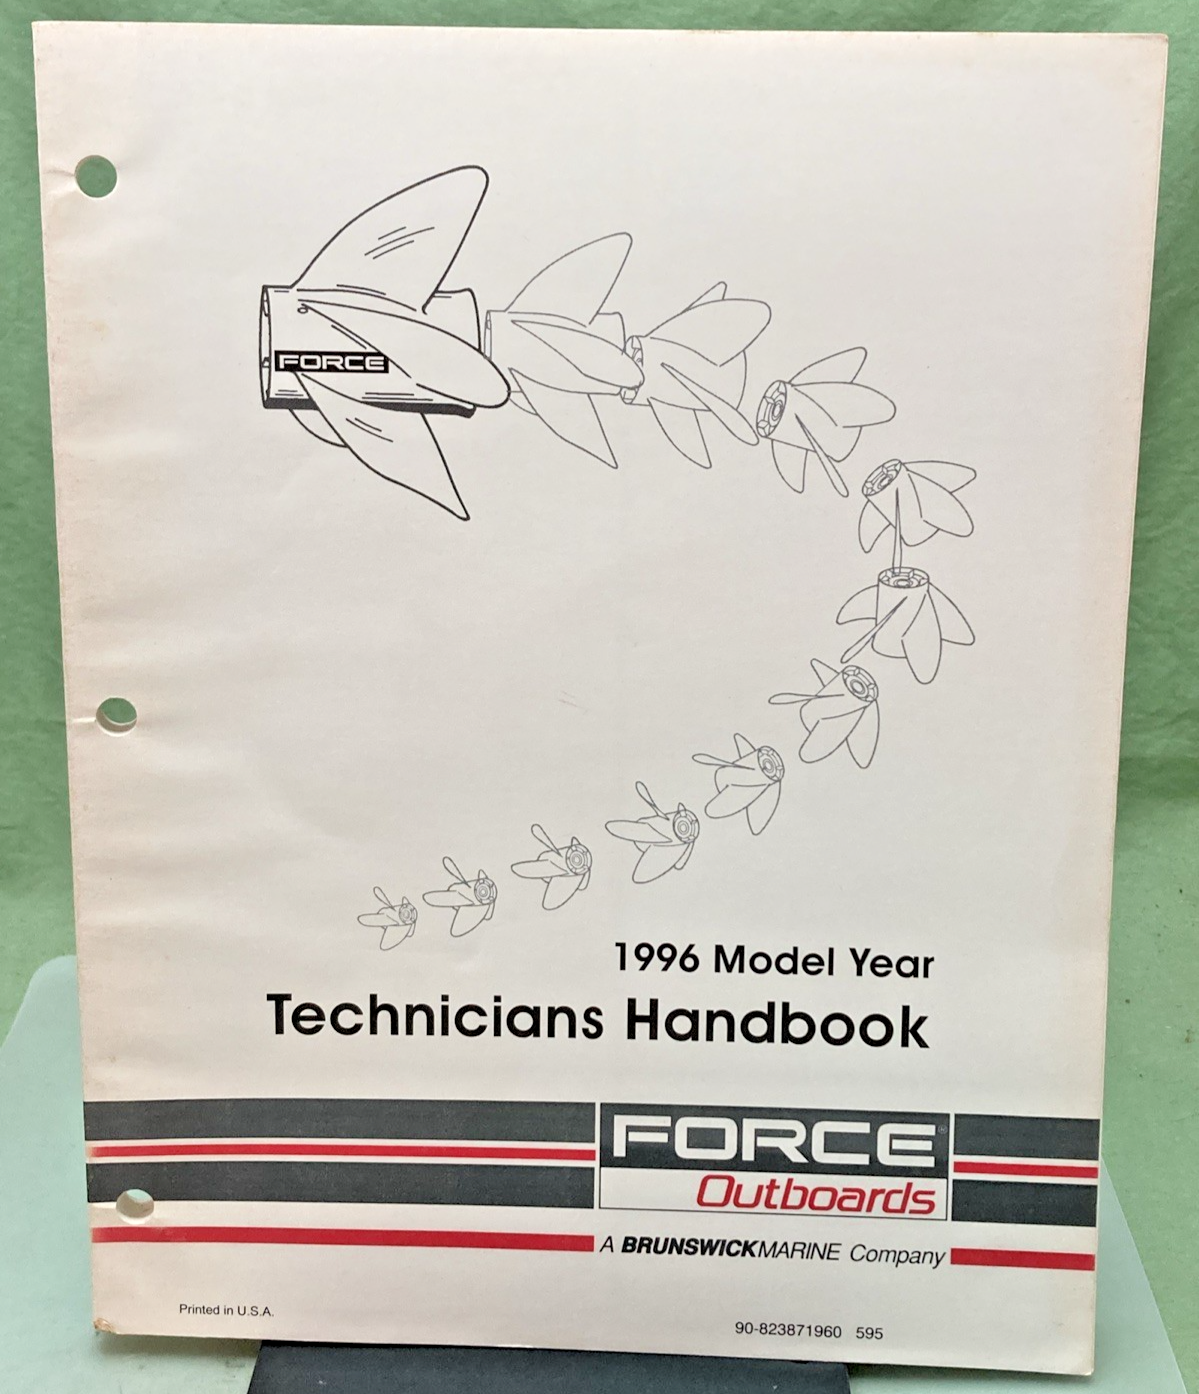 FORCE
1996 Model Year
Technicians Handbook
FORCE®
Outboards
A BRUNSWICKMARINE Company
Printed in U.S.A.
90-823871960 595